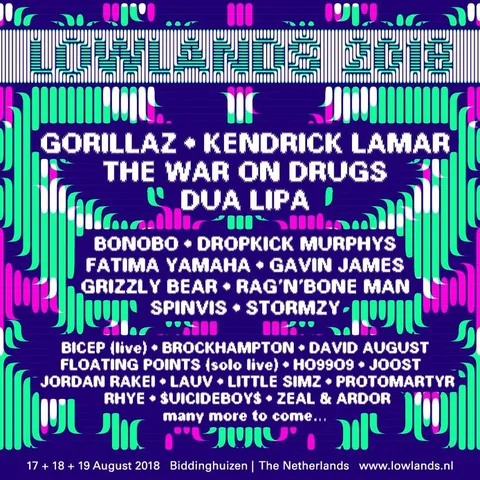 LOWLANDS 2018
GORILLAZ • KENDRICK LAMAR
THE WAR ON DRUGS
DUA LIPA
BONOBO • DROPKICK MURPHYS
FATIMA YAMAHA • GAVIN JAMES
GRIZZLY BEAR • RAG'N'BONE MAN
SPINVIS • STORMZY
BICEP (live) • BROCKHAMPTON • DAVID AUGUST
FLOATING POINTS (solo live) • HO99O9 • JOOST
JORDAN RAKEI • LAUV • LITTLE SIMZ • PROTOMARTYR
RHYE • $UICIDEBOY$ • ZEAL & ARDOR
many more to come...
17 + 18 + 19 August 2018 Biddinghuizen | The Netherlands www.lowlands.nl